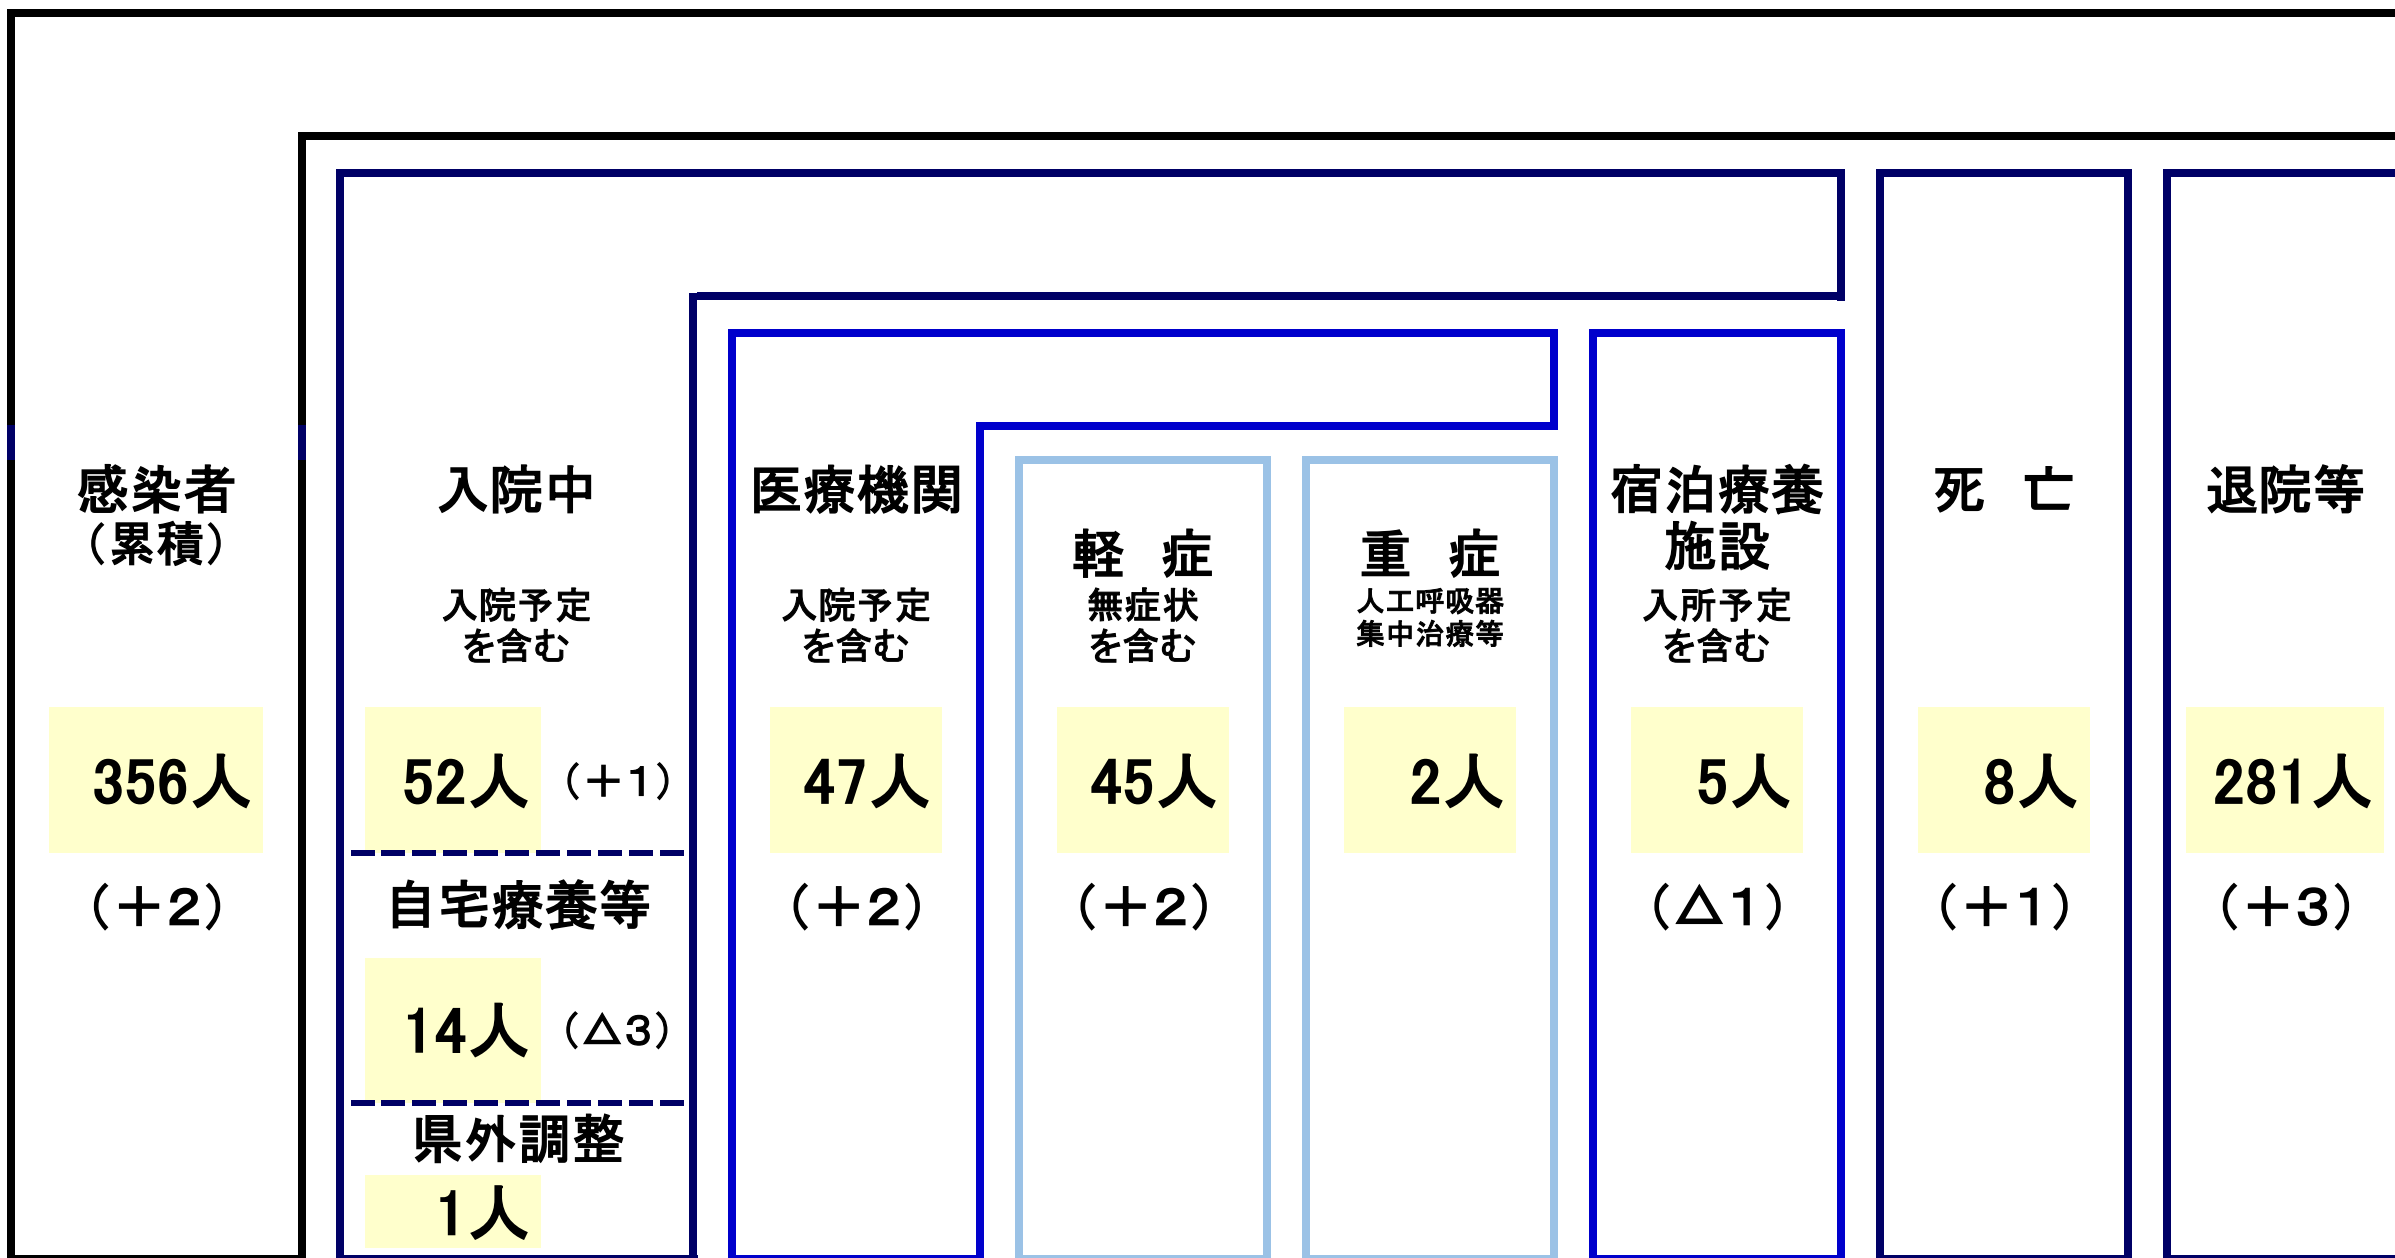 感染者
（累積）
356人
（＋2）
入院中
入院予定
を含む
52人 （＋1）
自宅療養等
14人 （△3）
県外調整
1人
医療機関
入院予定
を含む
47人
（＋2）
軽　症
無症状
を含む
45人
（＋2）
重　症
人工呼吸器
集中治療等
2人
宿泊療養
施設
入所予定
を含む
5人
（△1）
死　亡
8人
（＋1）
退院等
281人
（＋3）